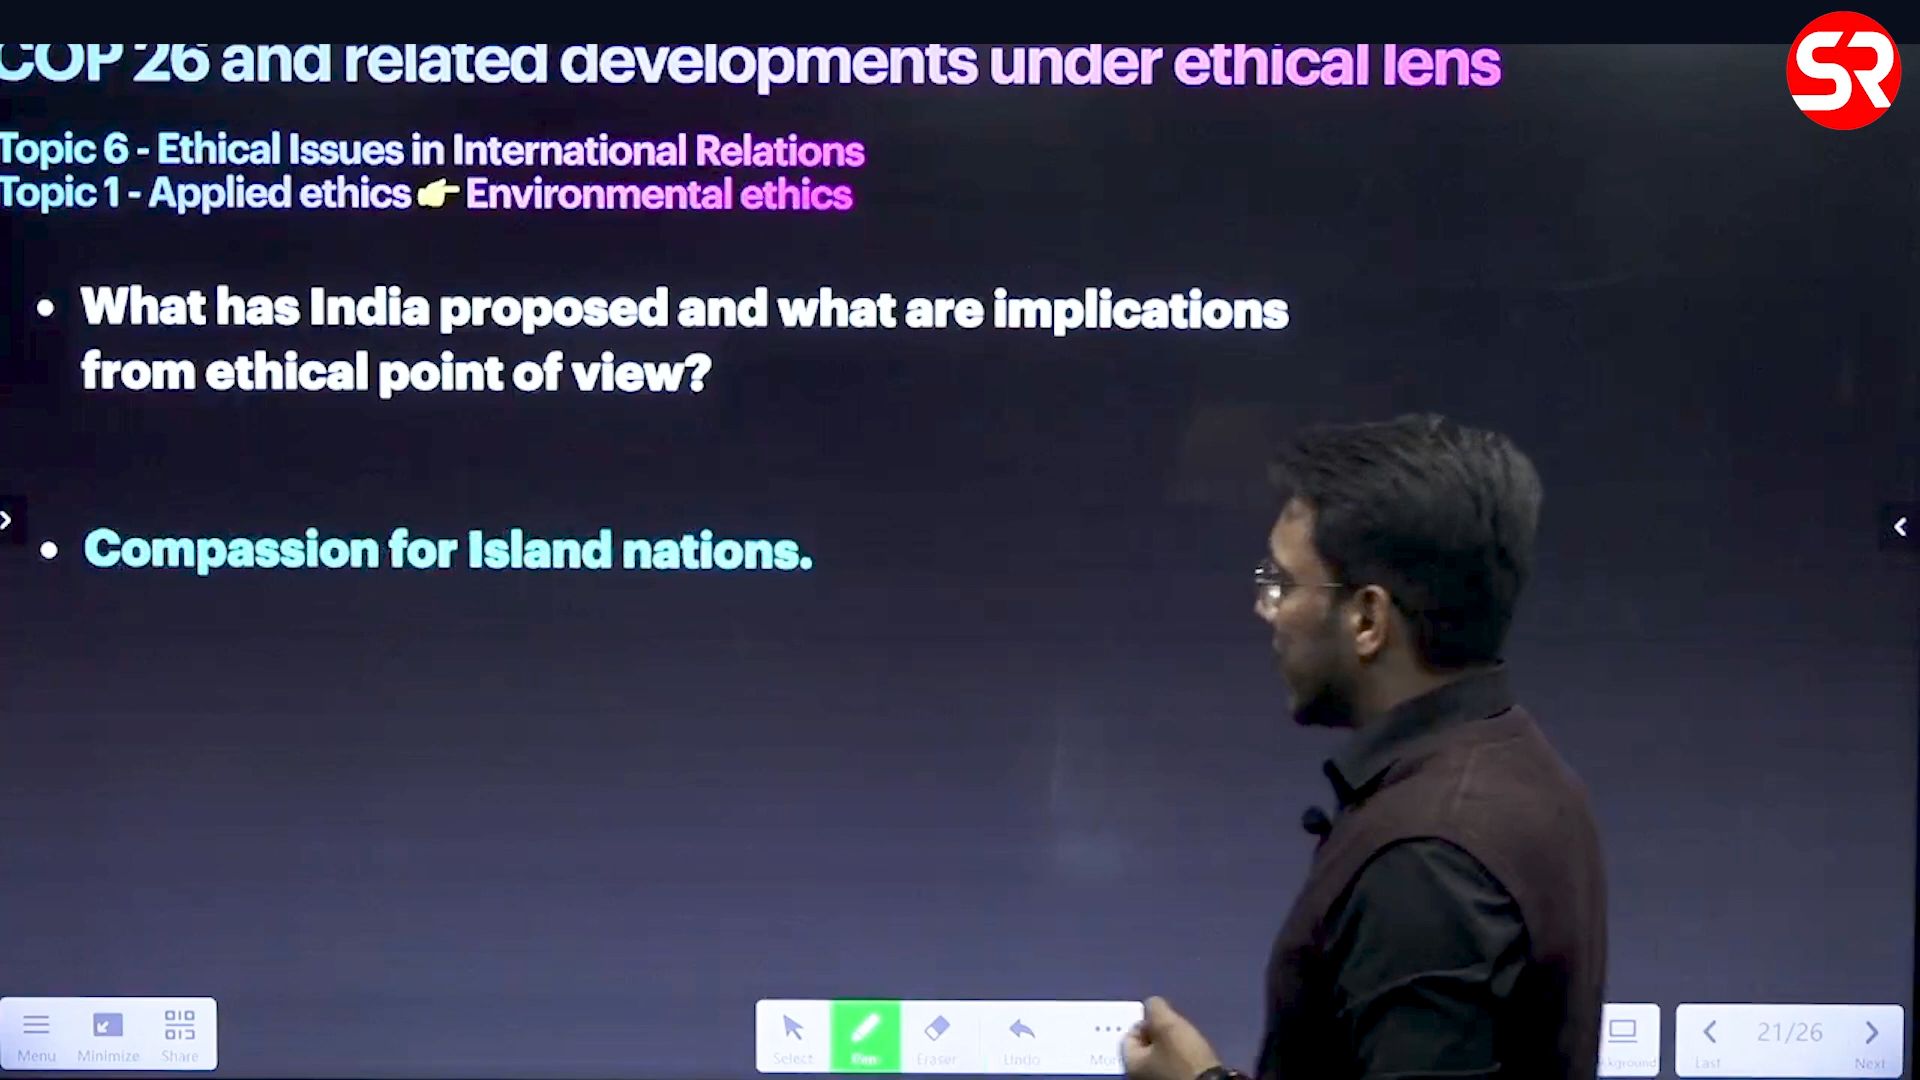 COP 26 and related developments under ethical lens
SR
Topic 6 - Ethical Issues in International Relations
Topic 1 - Applied ethics 👉 Environmental ethics
• What has India proposed and what are implications
from ethical point of view?
• Compassion for Island nations.
Menu Minimize Share
Select Pen Eraser Undo
21/26
Last Next